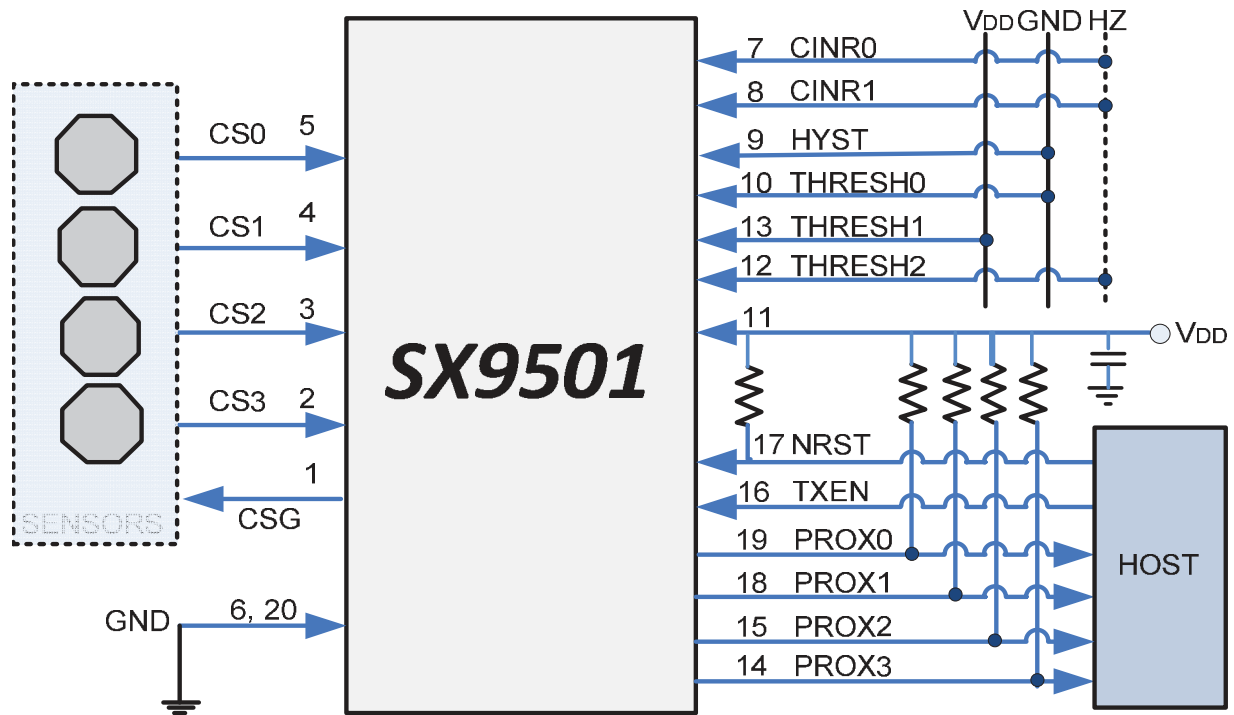 VDD GND HZ
7 CINR0
8 CINR1
9 HYST
10 THRESH0
13 THRESH1
12 THRESH2
11
VDD
CS0 5
CS1 4
CS2 3
CS3 2
1
CSG
SENSORS
GND
6, 20
SX9501
17 NRST
16 TXEN
19 PROX0
18 PROX1
15 PROX2
14 PROX3
HOST